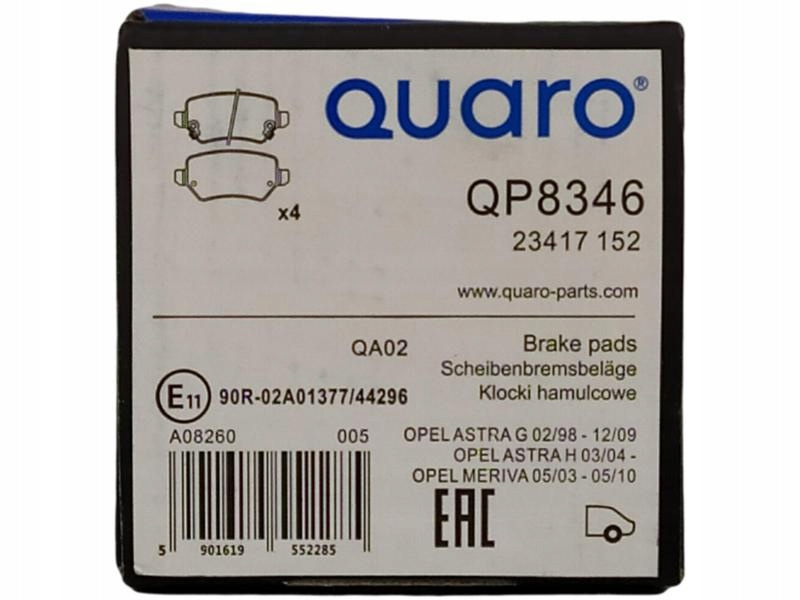 QUARO®
x4
QP8346
23417 152
www.quaro-parts.com
QA02
Brake pads
Scheibenbremsbeläge
Klocki hamulcowe
E11 90R-02A01377/44296
A08260 005
OPEL ASTRA G 02/98 - 12/09
OPEL ASTRA H 03/04 -
OPEL MERIVA 05/03 - 05/10
EAC
5 901619 552285